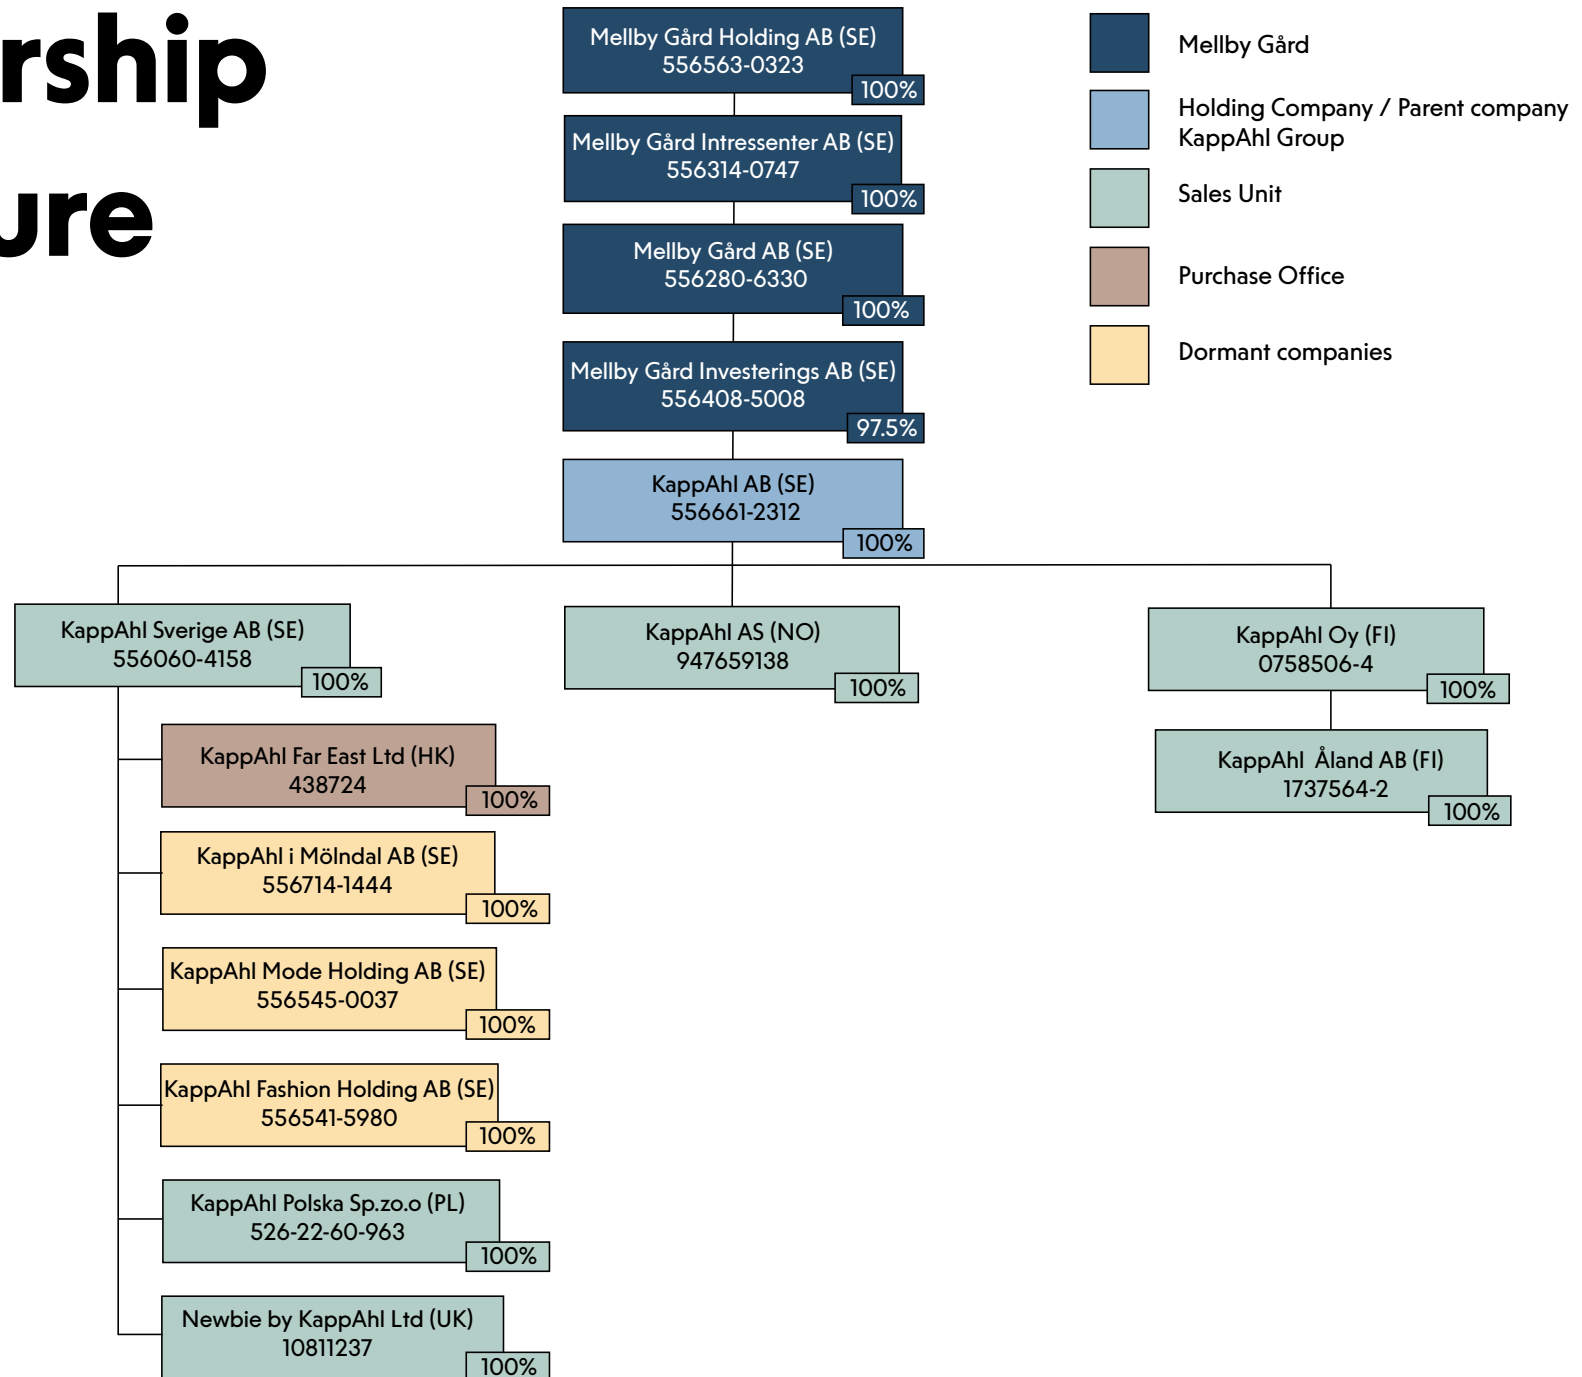 rship
ure
Mellby Gård Holding AB (SE)
556563-0323
100%
Mellby Gård Intressenter AB (SE)
556314-0747
100%
Mellby Gård AB (SE)
556280-6330
100%
Mellby Gård Investerings AB (SE)
556408-5008
97.5%
KappAhl AB (SE)
556661-2312
100%
Mellby Gård
Holding Company / Parent company
KappAhl Group
Sales Unit
Purchase Office
Dormant companies
KappAhl Sverige AB (SE)
556060-4158
100%
KappAhl Far East Ltd (HK)
438724
100%
KappAhl i Mölndal AB (SE)
556714-1444
100%
KappAhl Mode Holding AB (SE)
556545-0037
100%
KappAhl Fashion Holding AB (SE)
556541-5980
100%
KappAhl Polska Sp.zo.o (PL)
526-22-60-963
100%
Newbie by KappAhl Ltd (UK)
10811237
100%
KappAhl AS (NO)
947659138
100%
KappAhl Oy (FI)
0758506-4
100%
KappAhl Åland AB (FI)
1737564-2
100%